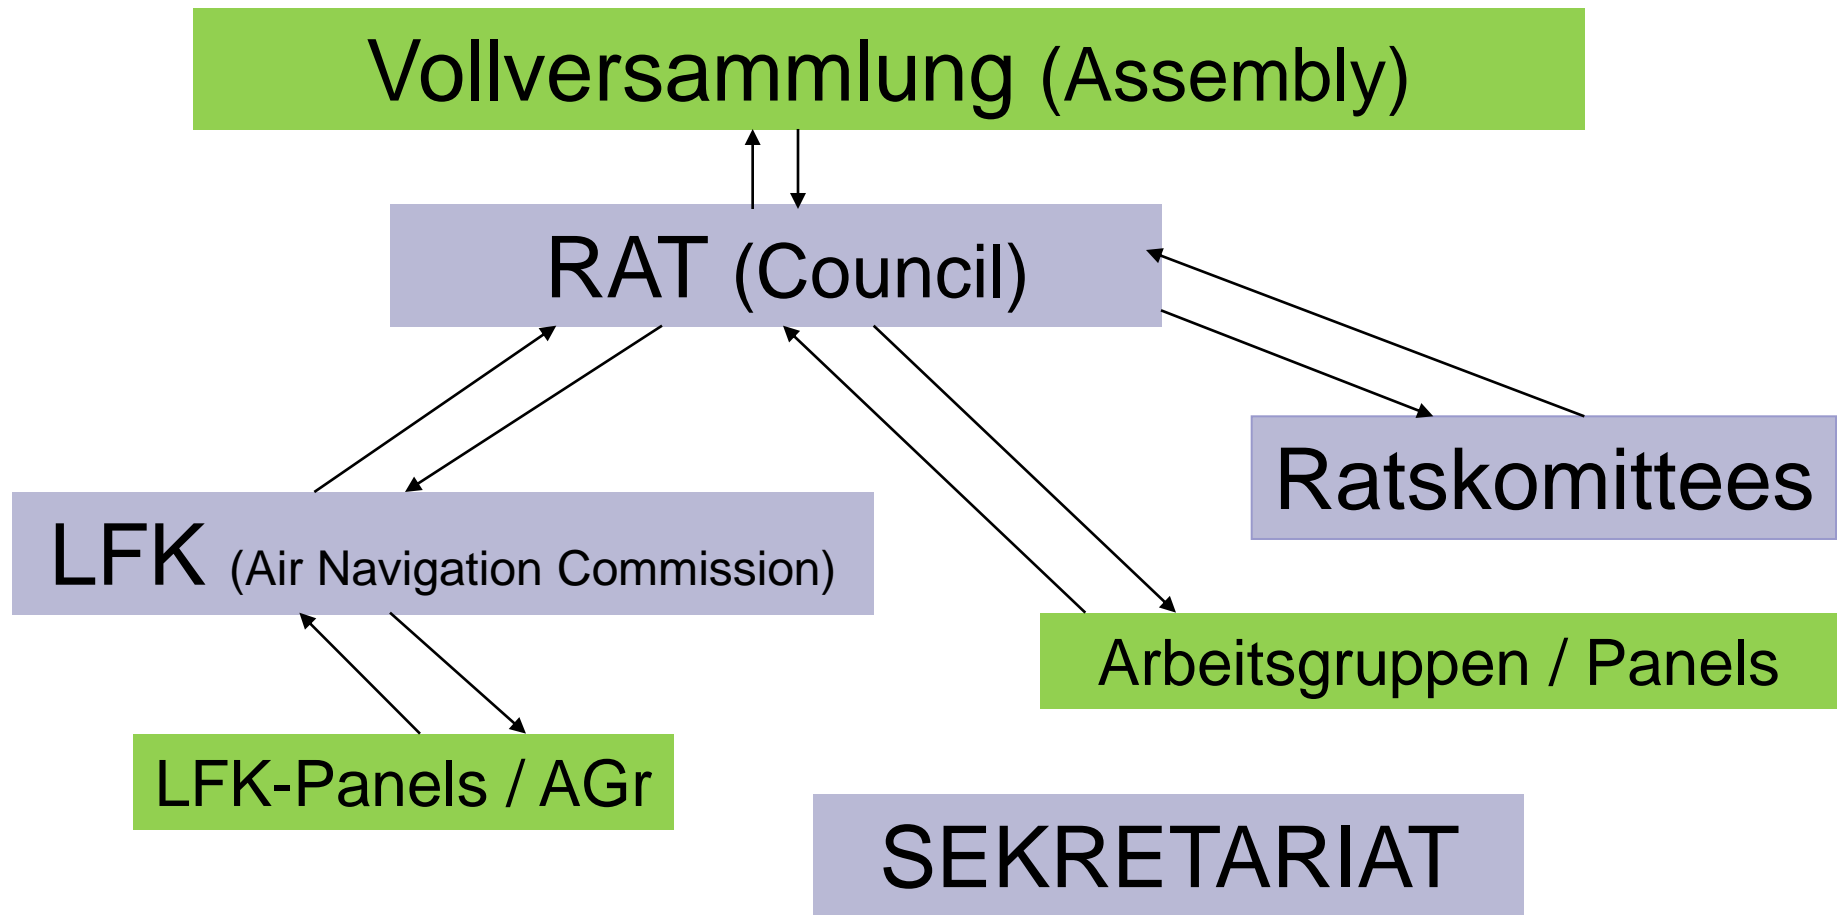 Vollversammlung (Assembly)
RAT (Council)
Ratskomittees
LFK (Air Navigation Commission)
Arbeitsgruppen / Panels
LFK-Panels / AGr
SEKRETARIAT